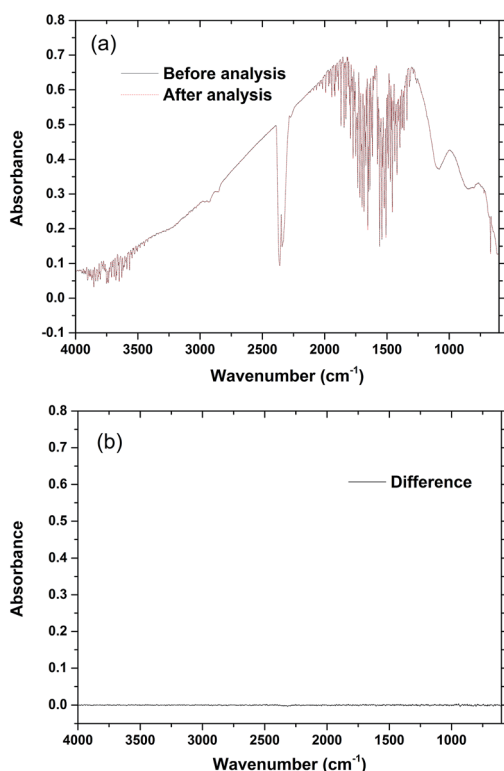 (a)
Before analysis
After analysis
Absorbance
0.8
0.7
0.6
0.5
0.4
0.3
0.2
0.1
0.0
-0.1
4000 3500 3000 2500 2000 1500 1000
Wavenumber (cm⁻¹)
(b)
Difference
Absorbance
0.8
0.7
0.6
0.5
0.4
0.3
0.2
0.1
0.0
4000 3500 3000 2500 2000 1500 1000
Wavenumber (cm⁻¹)